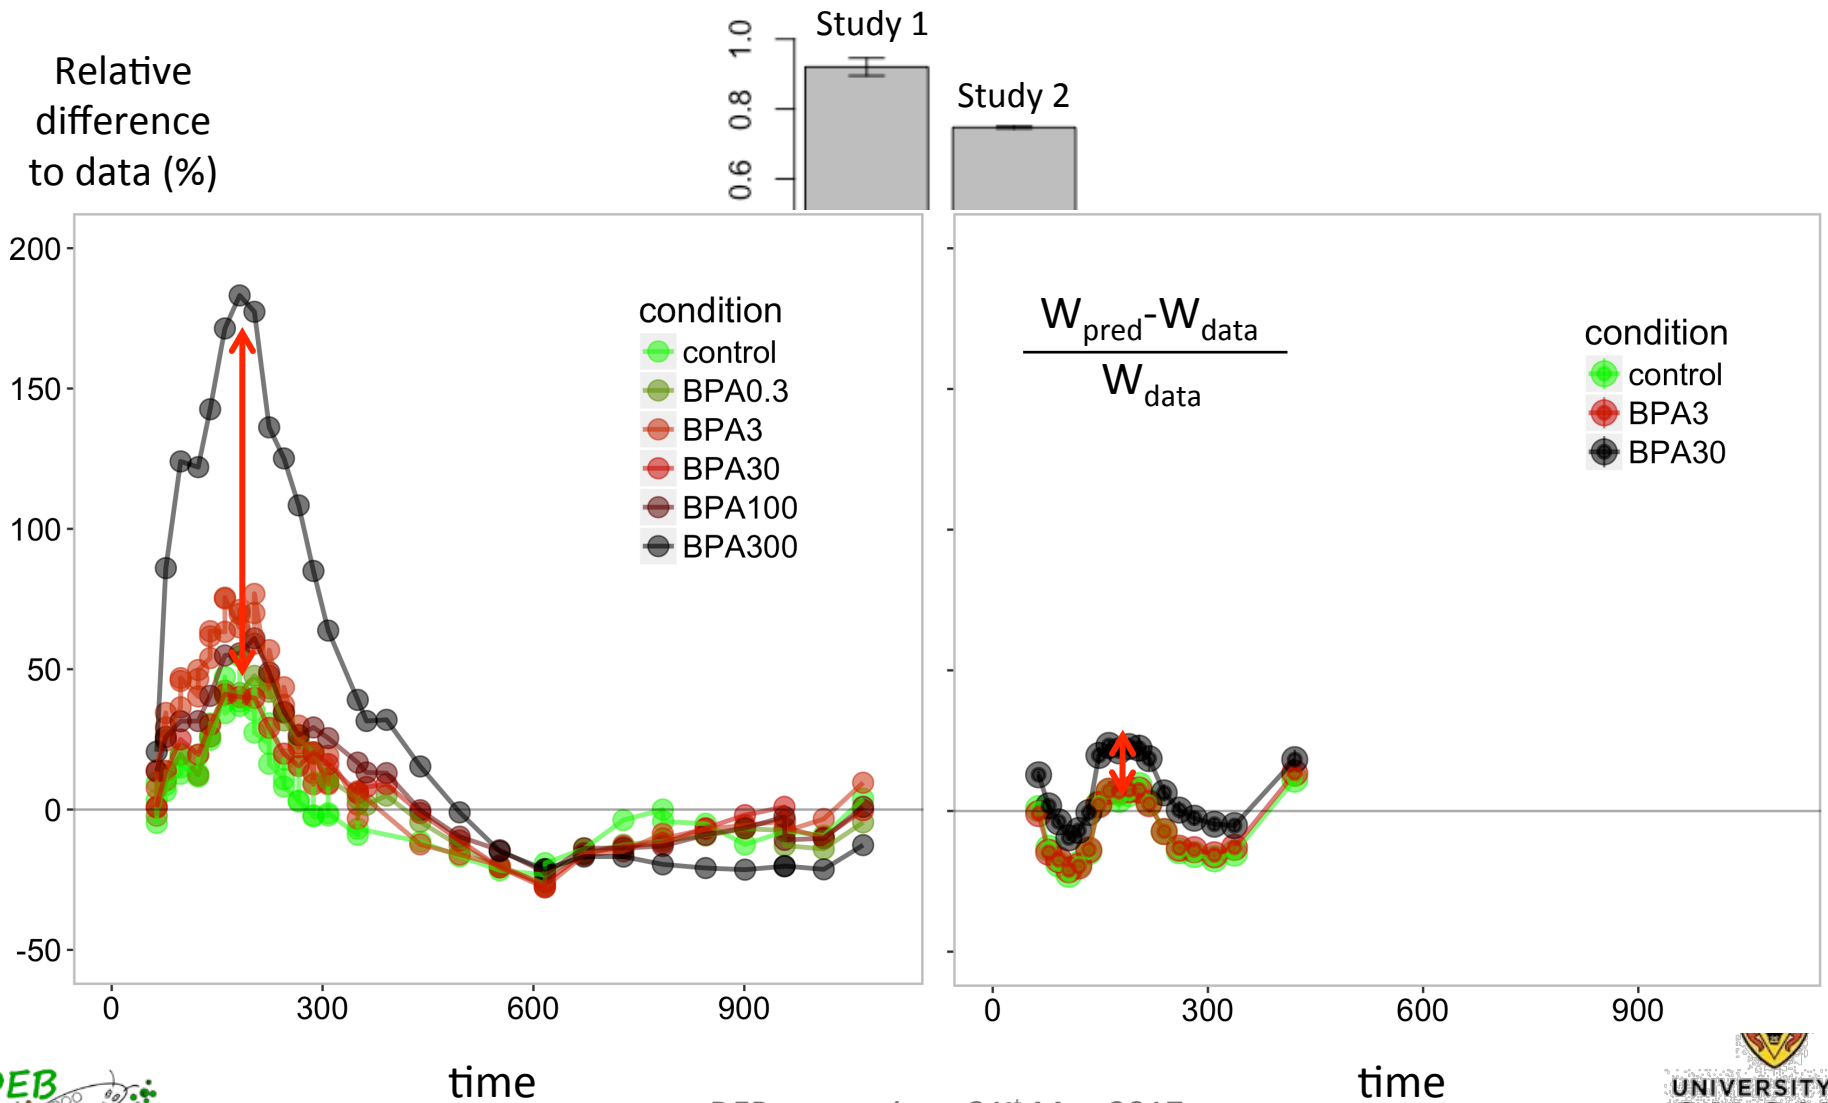 Study 1
Study 2
1.0
0.8
0.6
Relative
difference
to data (%)
200
150
100
50
0
-50
condition
control
BPA0.3
BPA3
BPA30
BPA100
BPA300
0 300 600 900
time
Wpred-Wdata
Wdata
condition
control
BPA3
BPA30
0 300 600 900
time
DEB
UNIVERSITY